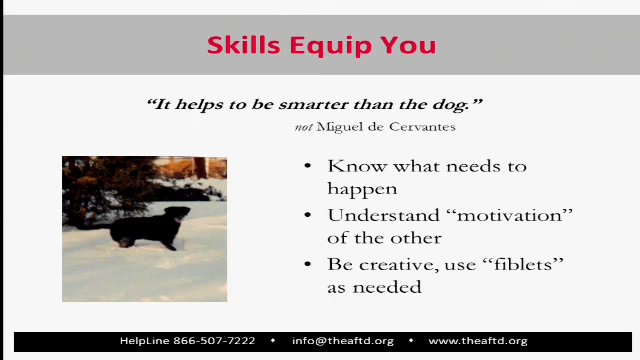 Skills Equip You
“It helps to be smarter than the dog.”
not Miguel de Cervantes
• Know what needs to
happen
• Understand “motivation”
of the other
• Be creative, use “fiblets”
as needed
HelpLine 866-507-7222 • info@theaftd.org • www.theaftd.org